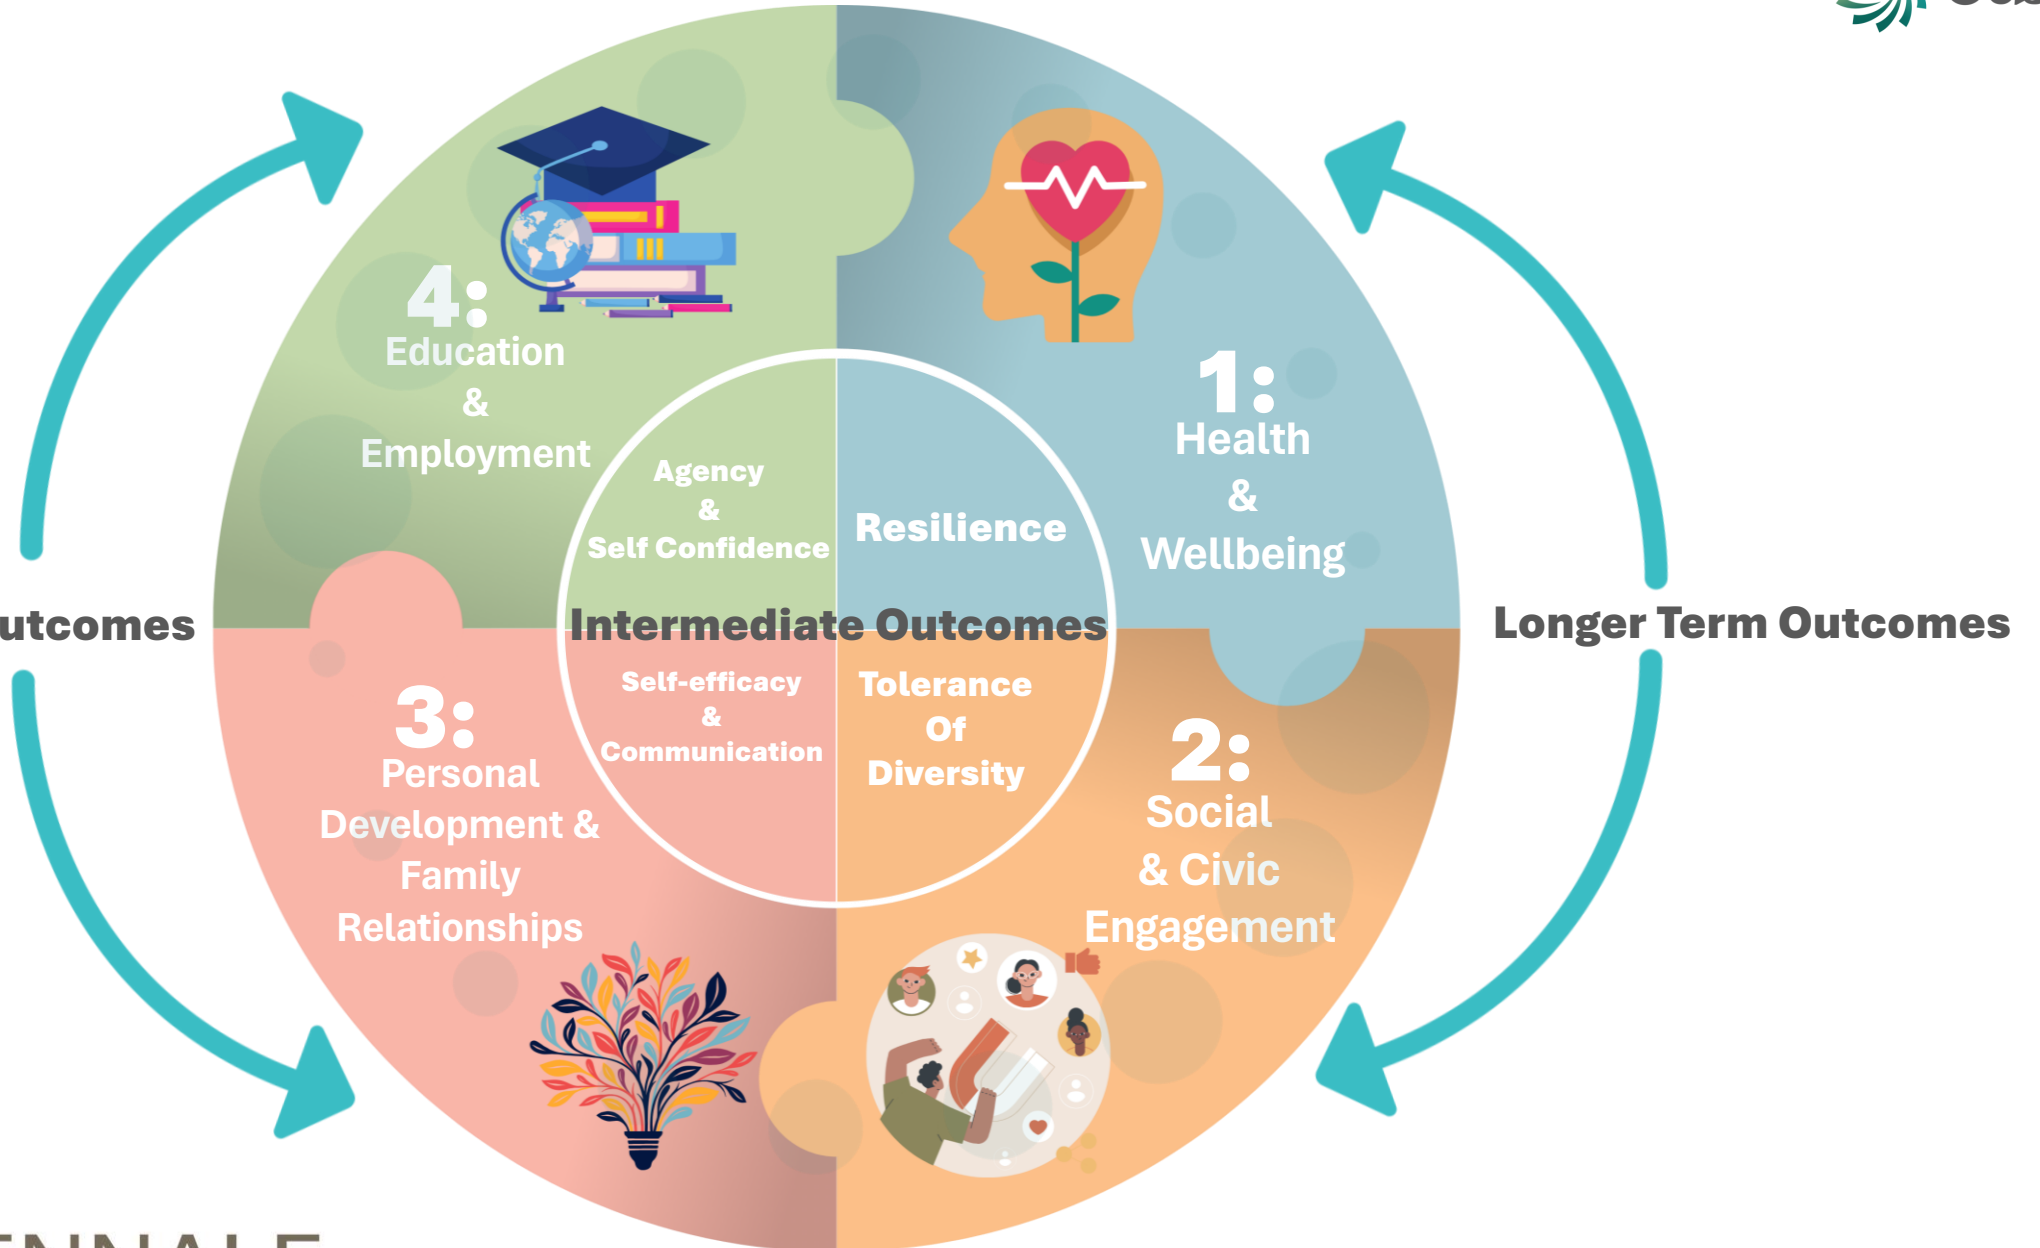 4:
Education
&
Employment
1:
Health
&
Wellbeing
Agency
&
Self Confidence
Resilience
Intermediate Outcomes
Longer Term Outcomes
Self-efficacy
&
Communication
Tolerance
Of
Diversity
3:
Personal
Development &
Family
Relationships
2:
Social
& Civic
Engagement